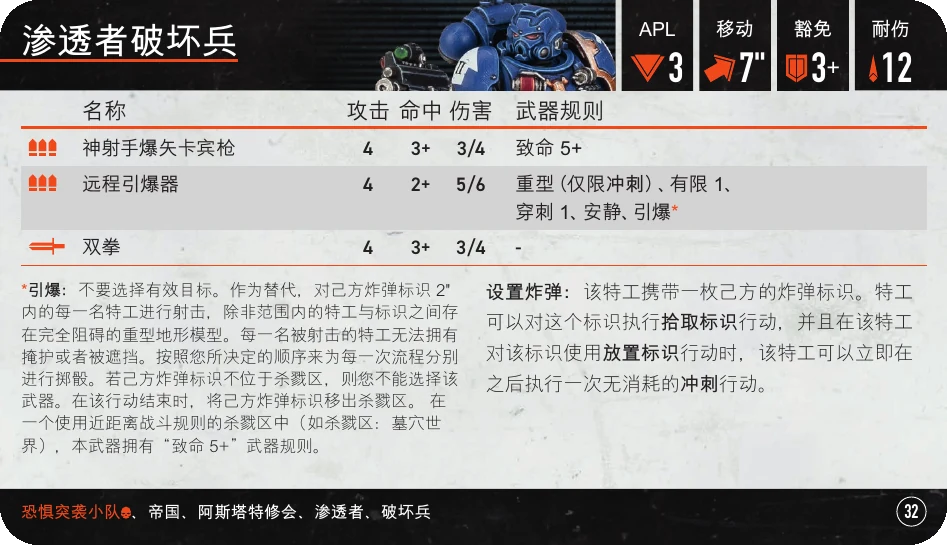 渗透者破坏兵
APL 移动 豁免 耐伤
3 7" 3+ 12
名称 攻击 命中 伤害 武器规则
神射手爆矢卡宾枪 4 3+ 3/4 致命 5+
远程引爆器 4 2+ 5/6 重型 (仅限冲刺)、有限 1、
穿刺 1、安静、引爆*
双拳 4 3+ 3/4 -
*引爆：不要选择有效目标。作为替代，对己方炸弹标识 2"
内的每一名特工进行射击，除非范围内的特工与标识之间存
在完全阻碍的重型地形模型。每一名被射击的特工无法拥有
掩护或者被遮挡。按照您所决定的顺序来为每一次流程分别
进行掷骰。若己方炸弹标识不位于杀戮区，则您不能选择该
武器。在该行动结束时，将己方炸弹标识移出杀戮区。 在
一个使用近距离战斗规则的杀戮区中（如杀戮区：墓穴世
界），本武器拥有“致命 5+”武器规则。
设置炸弹：该特工携带一枚己方的炸弹标识。特工
可以对这个标识执行拾取标识行动，并且在该特工
对该标识使用放置标识行动时，该特工可以立即在
之后执行一次无消耗的冲刺行动。
恐惧突袭小队、帝国、阿斯塔特修会、渗透者、破坏兵
32